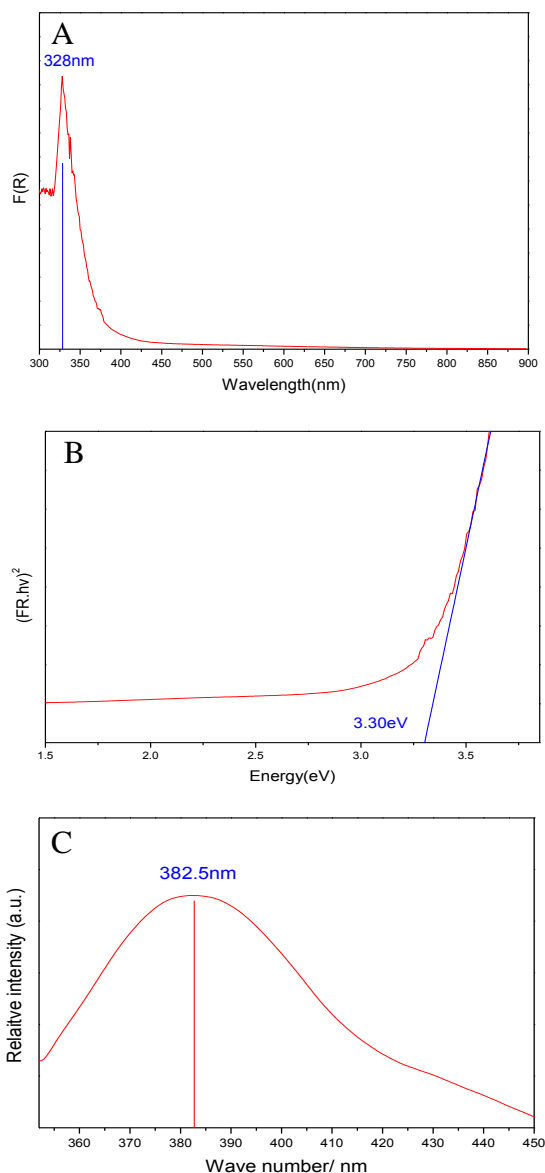 A
328nm
F(R)
300 350 400 450 500 550 600 650 700 750 800 850 900
Wavelength(nm)
B
(FR.hv)²
3.30eV
1.5 2.0 2.5 3.0 3.5
Energy(eV)
C
382.5nm
Relaitve intensity (a.u.)
360 370 380 390 400 410 420 430 440 450
Wave number/ nm